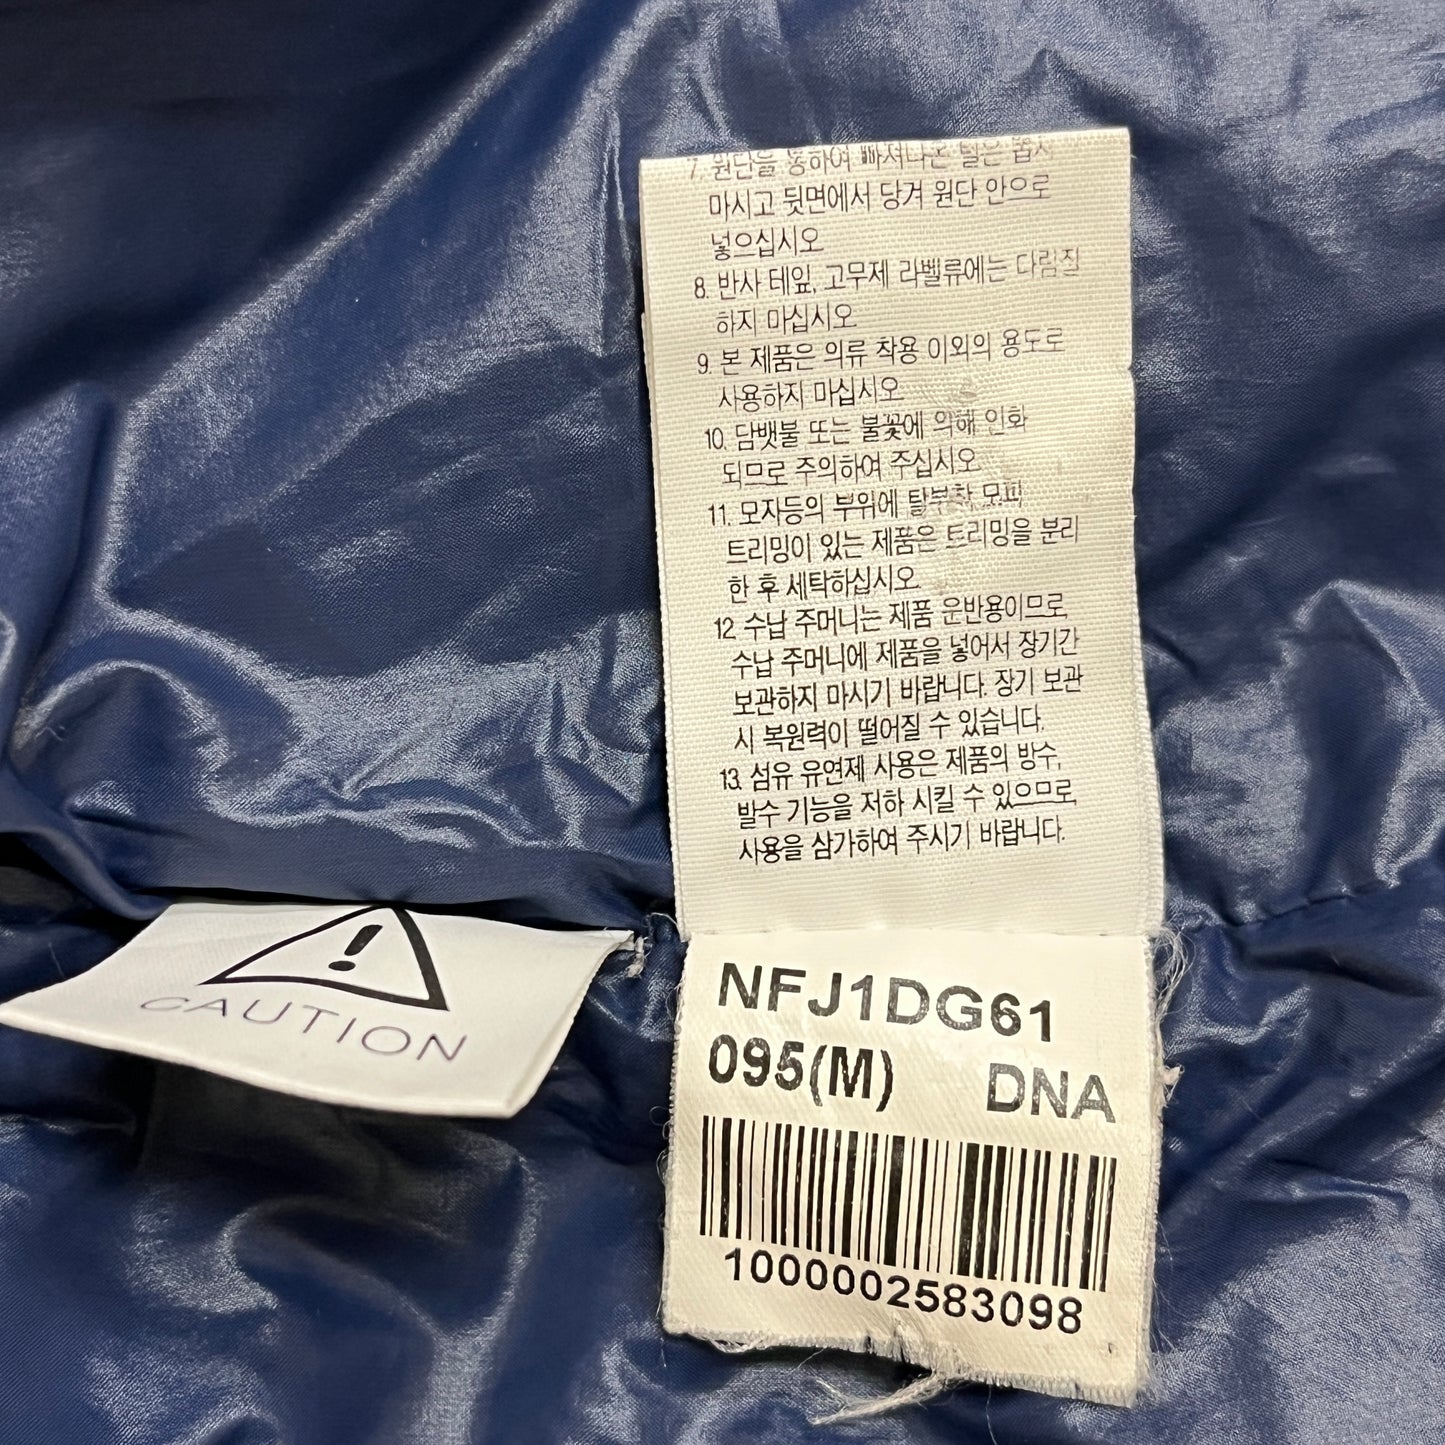 7. 원단을 통하여 빠져나온 털은 뽑지
마시고 뒷면에서 당겨 원단 안으로
넣으십시오
8. 반사 테잎, 고무제 라벨류에는 다림질
하지 마십시오
9. 본 제품은 의류 착용 이외의 용도로
사용하지 마십시오
10. 담뱃불 또는 불꽃에 의해 인화
되므로 주의하여 주십시오
11. 모자등의 부위에 탈부착 모피
트리밍이 있는 제품은 트리밍을 분리
한 후 세탁하십시오
12. 수납 주머니는 제품 운반용이므로,
수납 주머니에 제품을 넣어서 장기간
보관하지 마시기 바랍니다. 장기 보관
시 복원력이 떨어질 수 있습니다.
13. 섬유 유연제 사용은 제품의 방수,
발수 기능을 저하 시킬 수 있으므로,
사용을 삼가하여 주시기 바랍니다.
CAUTION
NFJ1DG61
095(M) DNA
1000002583098